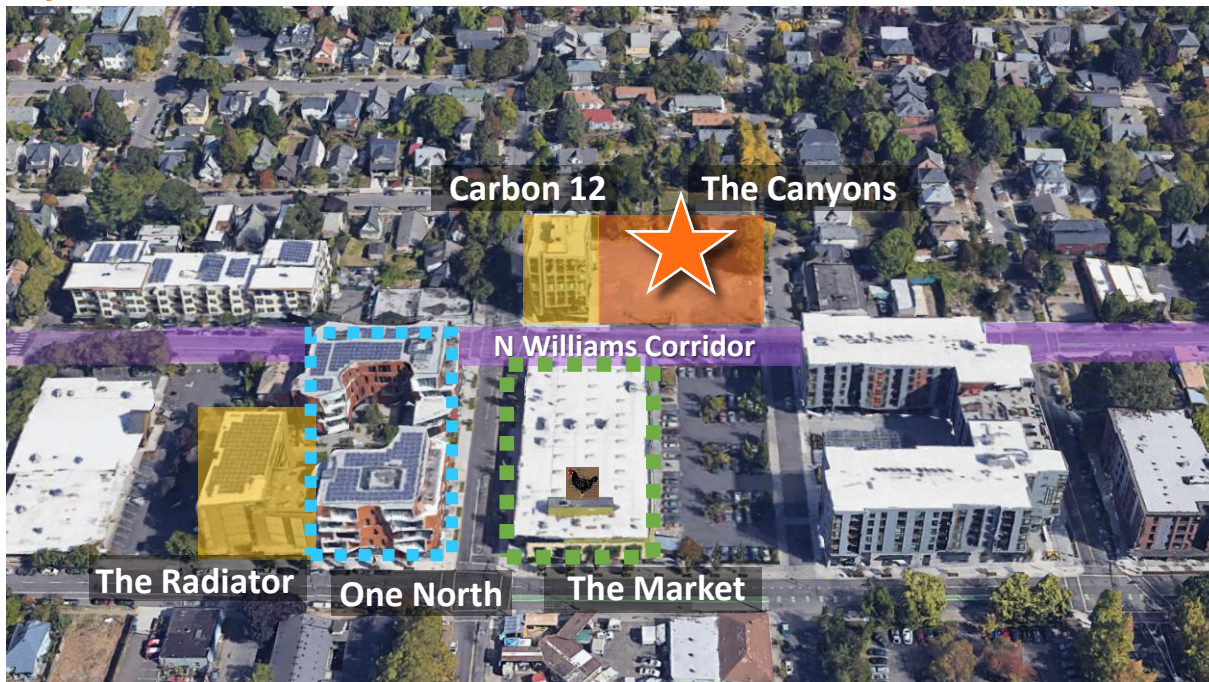 Carbon 12
The Canyons
N Williams Corridor
The Radiator
One North
The Market